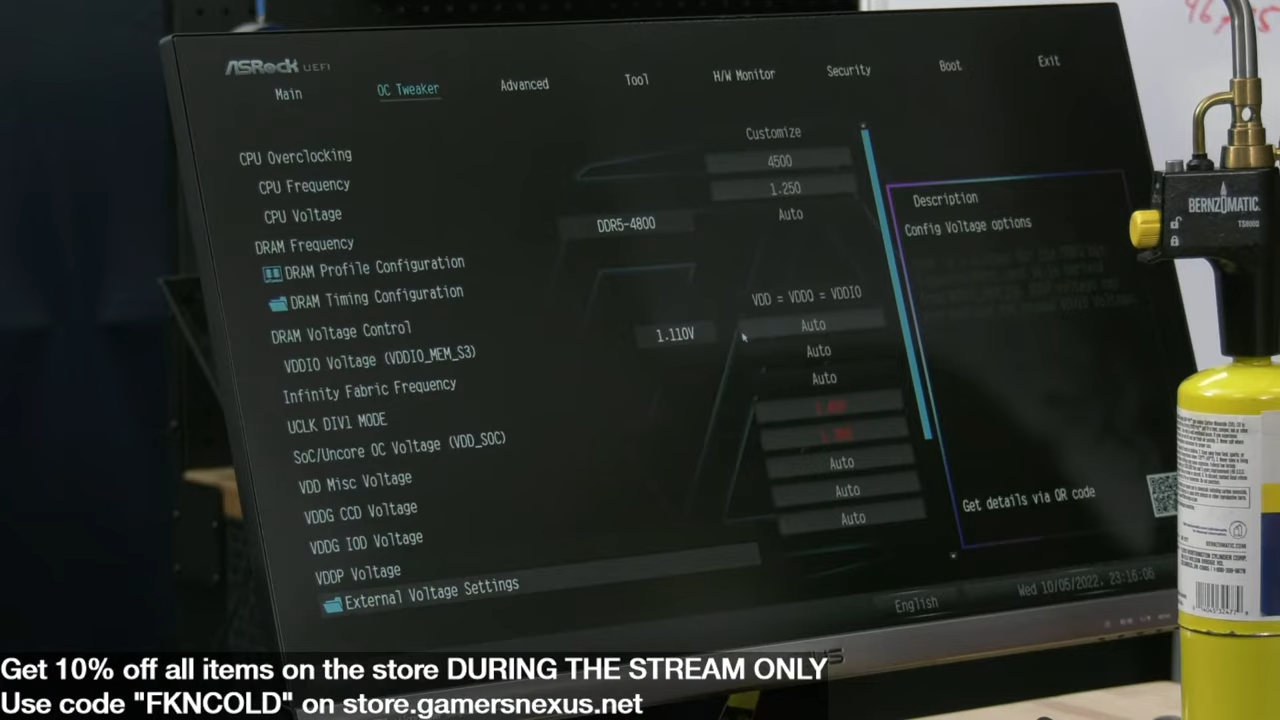 ASRock UEFI
Main
OC Tweaker
Advanced
Tool
H/W Monitor
Security
Boot
Exit
CPU Overclocking
Customize
CPU Frequency
4500
CPU Voltage
1.250
DRAM Frequency
DDR5-4800
Auto
DRAM Profile Configuration
DRAM Timing Configuration
DRAM Voltage Control
VDD = VDDQ = VDDIO
VDDIO Voltage (VDDIO_MEM_S3)
1.110V
Auto
Infinity Fabric Frequency
Auto
UCLK DIV1 MODE
Auto
SoC/Uncore OC Voltage (VDD_SOC)
VDD Misc Voltage
VDDG CCD Voltage
Auto
VDDG IOD Voltage
Auto
VDDP Voltage
Auto
External Voltage Settings
Description
Config Voltage options
Get details via QR code
English
Wed 10/05/2022, 23:16:06
BERNZOMATIC
Get 10% off all items on the store DURING THE STREAM ONLY
Use code "FKNCOLD" on store.gamersnexus.net